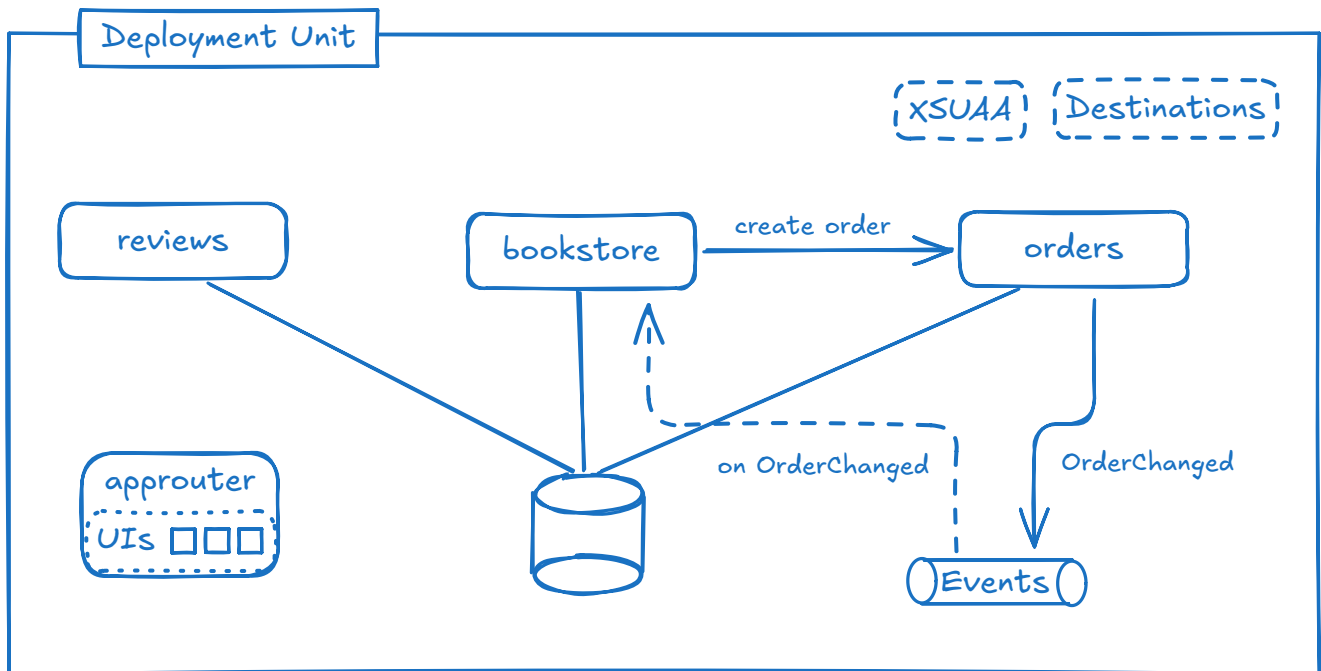 Deployment Unit
XSUAA
Destinations
reviews
bookstore
create order
orders
on OrderChanged
OrderChanged
approuter
UIs
Events